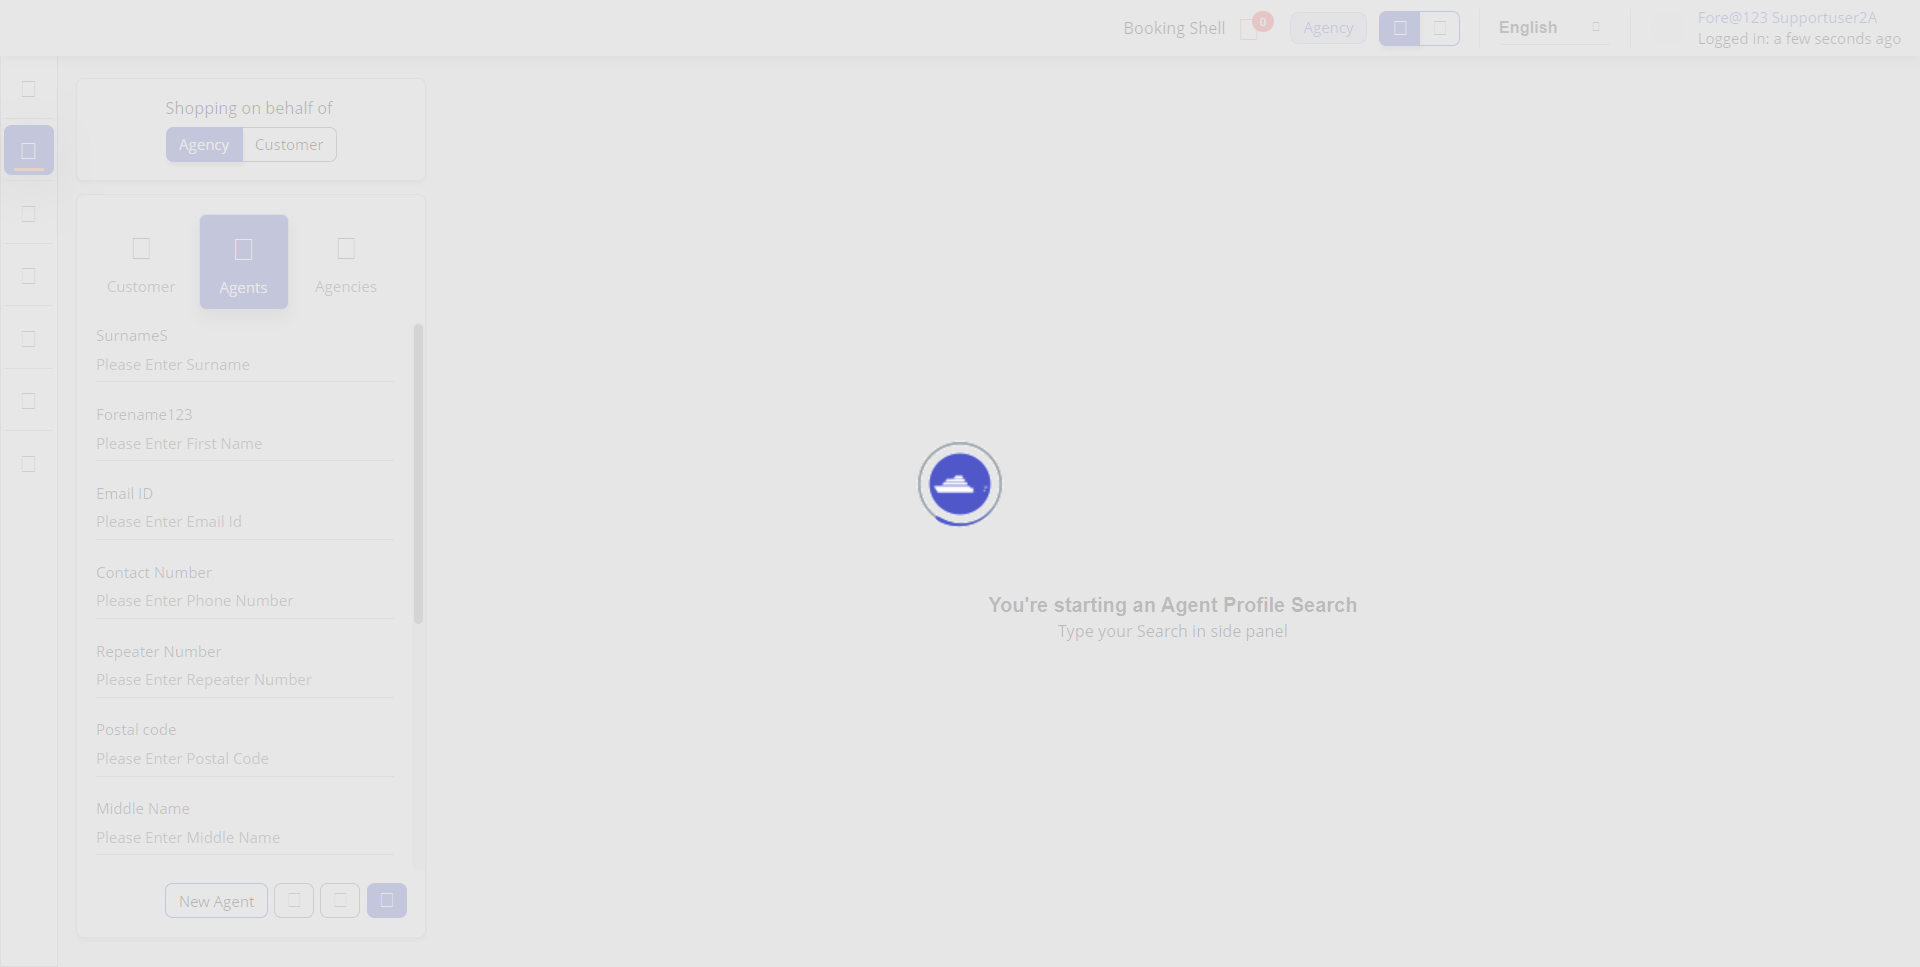 Booking Shell
0
Agency
English
Fore@123 Supportuser2A
Logged in: a few seconds ago
Shopping on behalf of
Agency
Customer
Customer
Agents
Agencies
SurnameS
Please Enter Surname
Forename123
Please Enter First Name
Email ID
Please Enter Email Id
Contact Number
Please Enter Phone Number
Repeater Number
Please Enter Repeater Number
Postal code
Please Enter Postal Code
Middle Name
Please Enter Middle Name
New Agent
You're starting an Agent Profile Search
Type your Search in side panel